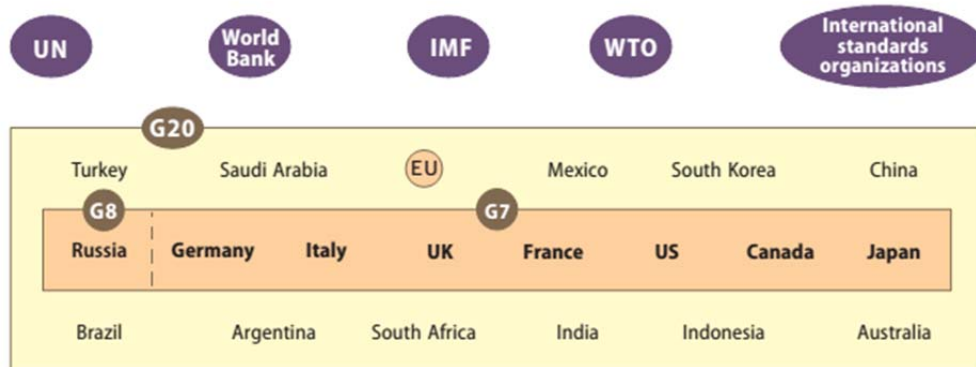 UN
World
Bank
IMF
WTO
International
standards
organizations
G20
Turkey Saudi Arabia EU Mexico South Korea China
G8 G7
Russia Germany Italy UK France US Canada Japan
Brazil Argentina South Africa India Indonesia Australia